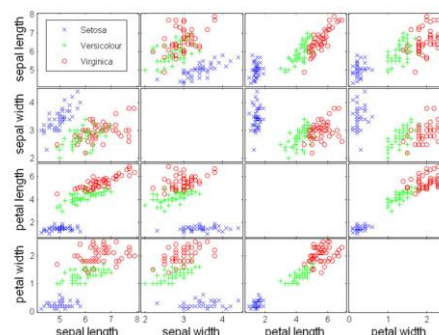 8
7
6
5
sepal length
Setosa
Versicolour
Virginica
4
3
2
sepal width
6
4
2
petal length
2
1
0
petal width
5 6 7 8 2 3 4 2 4 6 0 1 2
sepal length sepal width petal length petal width